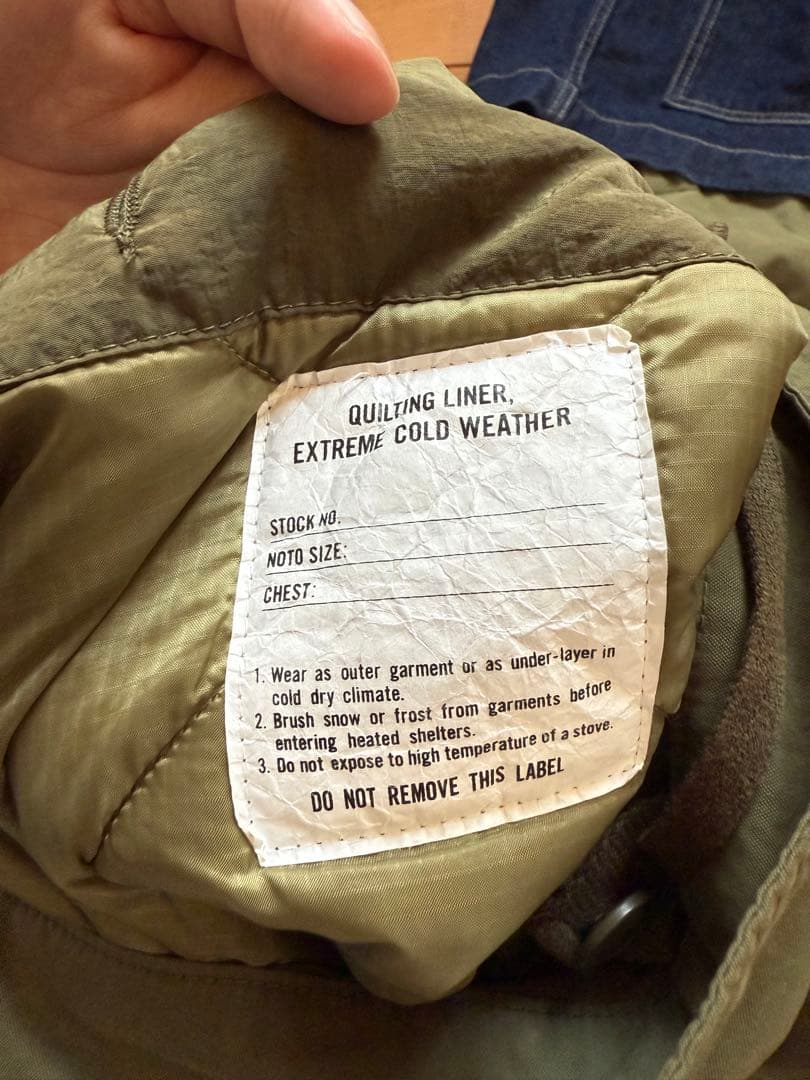 QUILTING LINER,
EXTREME COLD WEATHER
STOCK NO.
NOTO SIZE:
CHEST:
1. Wear as outer garment or as under-layer in
cold dry climate.
2. Brush snow or frost from garments before
entering heated shelters.
3. Do not expose to high temperature of a stove.
DO NOT REMOVE THIS LABEL